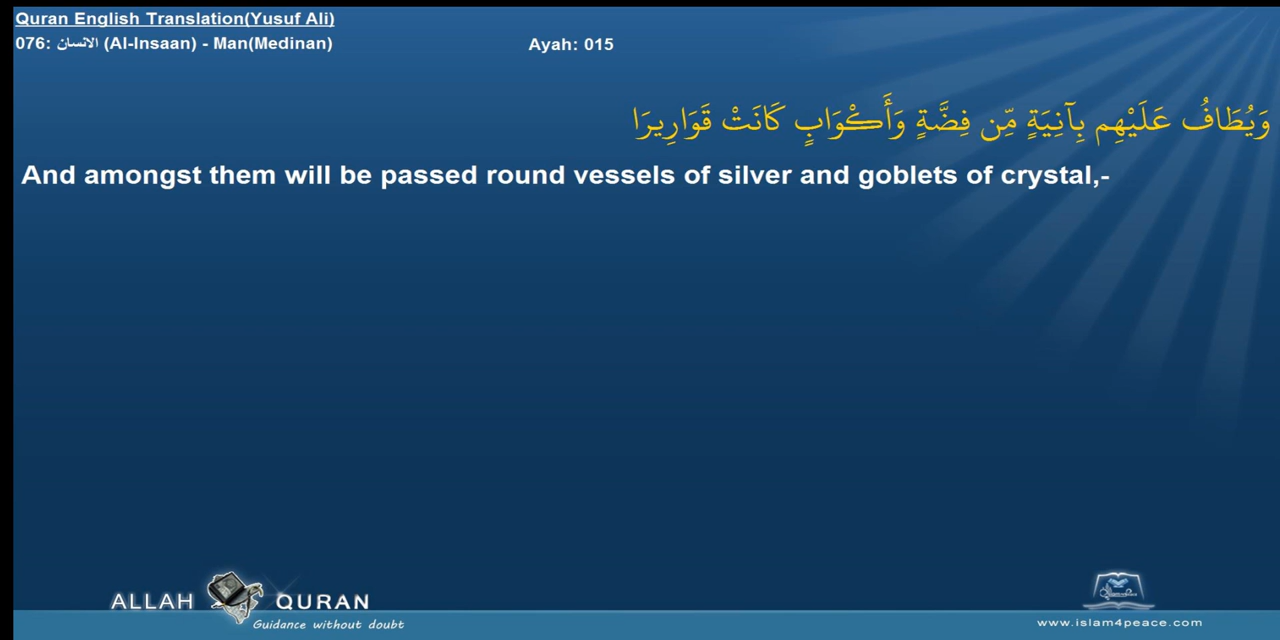 Quran English Translation(Yusuf Ali)
076: الانسان (Al-Insaan) - Man(Medinan) Ayah: 015
وَيُطَافُ عَلَيْهِم بِآنِيَةٍ مِّن فِضَّةٍ وَأَكْوَابٍ كَانَتْ قَوَارِيرَا
And amongst them will be passed round vessels of silver and goblets of crystal,-
ALLAH QURAN
Guidance without doubt
www.islam4peace.com